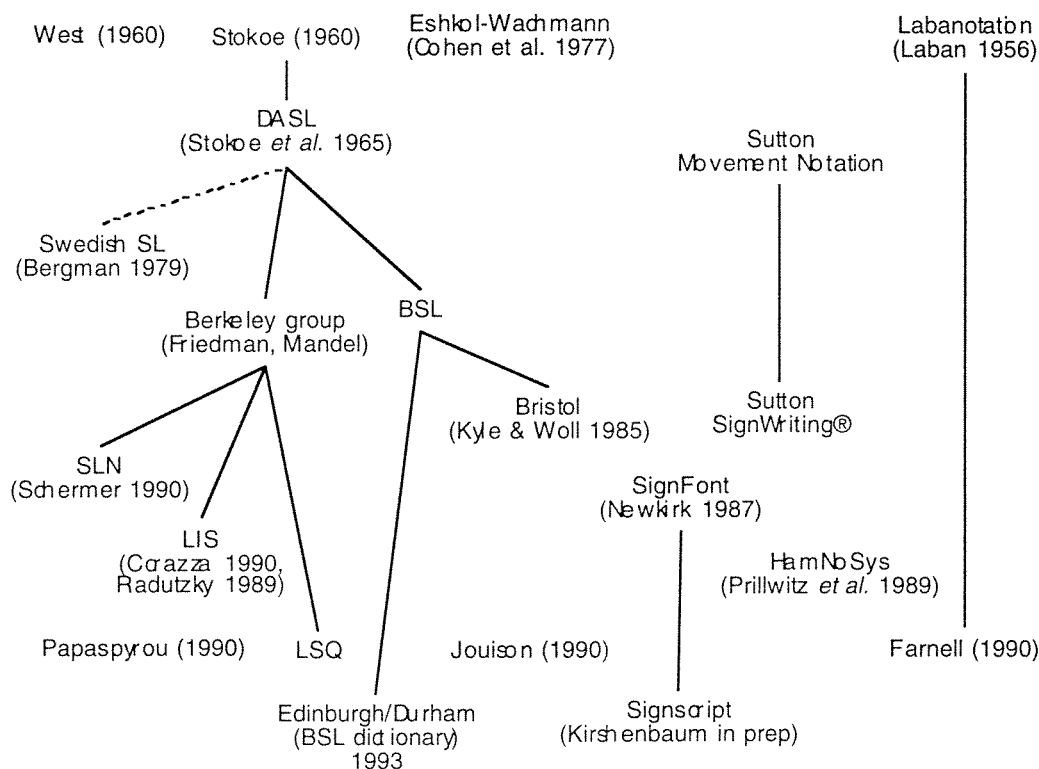 West (1960)
Stokoe (1960)
Eshkol-Wachmann
(Cohen et al. 1977)
Labanotation
(Laban 1956)
DASL
(Stokoe et al. 1965)
Sutton
Movement Notation
Swedish SL
(Bergman 1979)
Berkeley group
(Friedman, Mandel)
BSL
Bristol
(Kyle & Woll 1985)
Sutton
SignWriting®
SLN
(Schermer 1990)
SignFont
(Newkirk 1987)
LIS
(Corazza 1990,
Radutzky 1989)
HamNoSys
(Prillwitz et al. 1989)
Papaspyrou (1990)
LSQ
Jouison (1990)
Farnell (1990)
Edinburgh/Durham
(BSL dictionary)
1993
Signscript
(Kirshenbaum in prep)